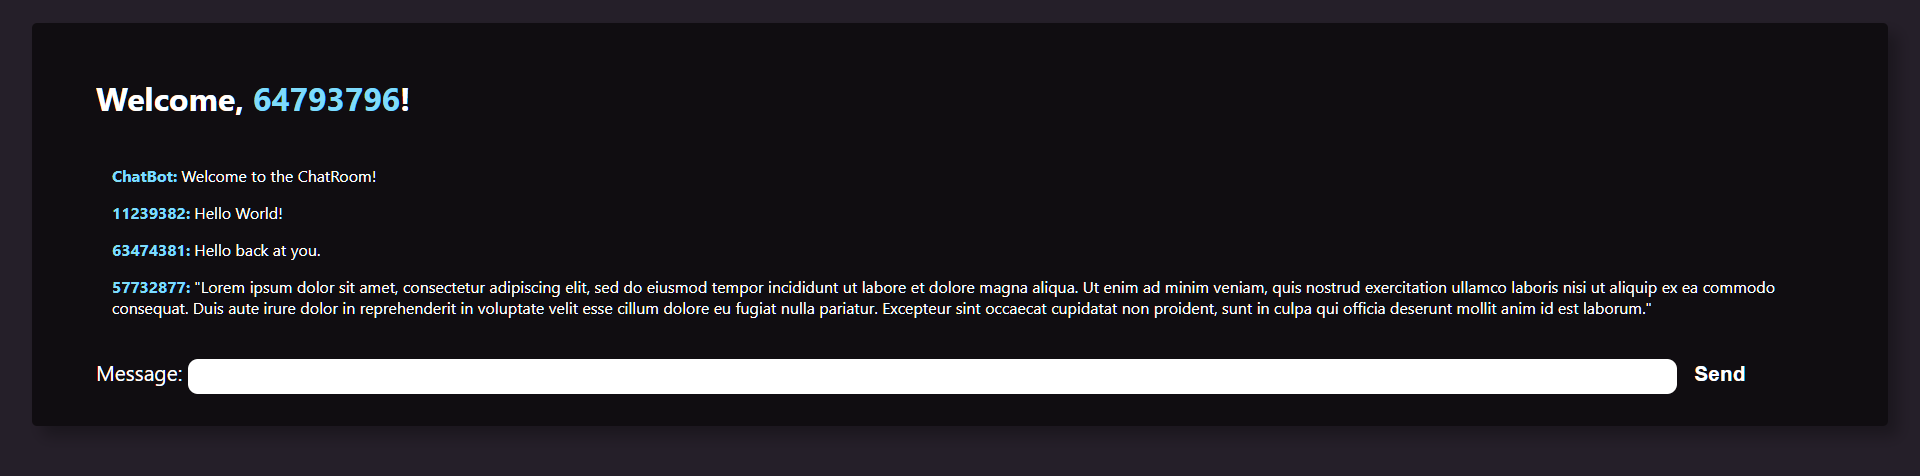 Welcome, 64793796!
ChatBot: Welcome to the ChatRoom!
11239382: Hello World!
63474381: Hello back at you.
57732877: "Lorem ipsum dolor sit amet, consectetur adipiscing elit, sed do eiusmod tempor incididunt ut labore et dolore magna aliqua. Ut enim ad minim veniam, quis nostrud exercitation ullamco laboris nisi ut aliquip ex ea commodo
consequat. Duis aute irure dolor in reprehenderit in voluptate velit esse cillum dolore eu fugiat nulla pariatur. Excepteur sint occaecat cupidatat non proident, sunt in culpa qui officia deserunt mollit anim id est laborum."
Message: Send